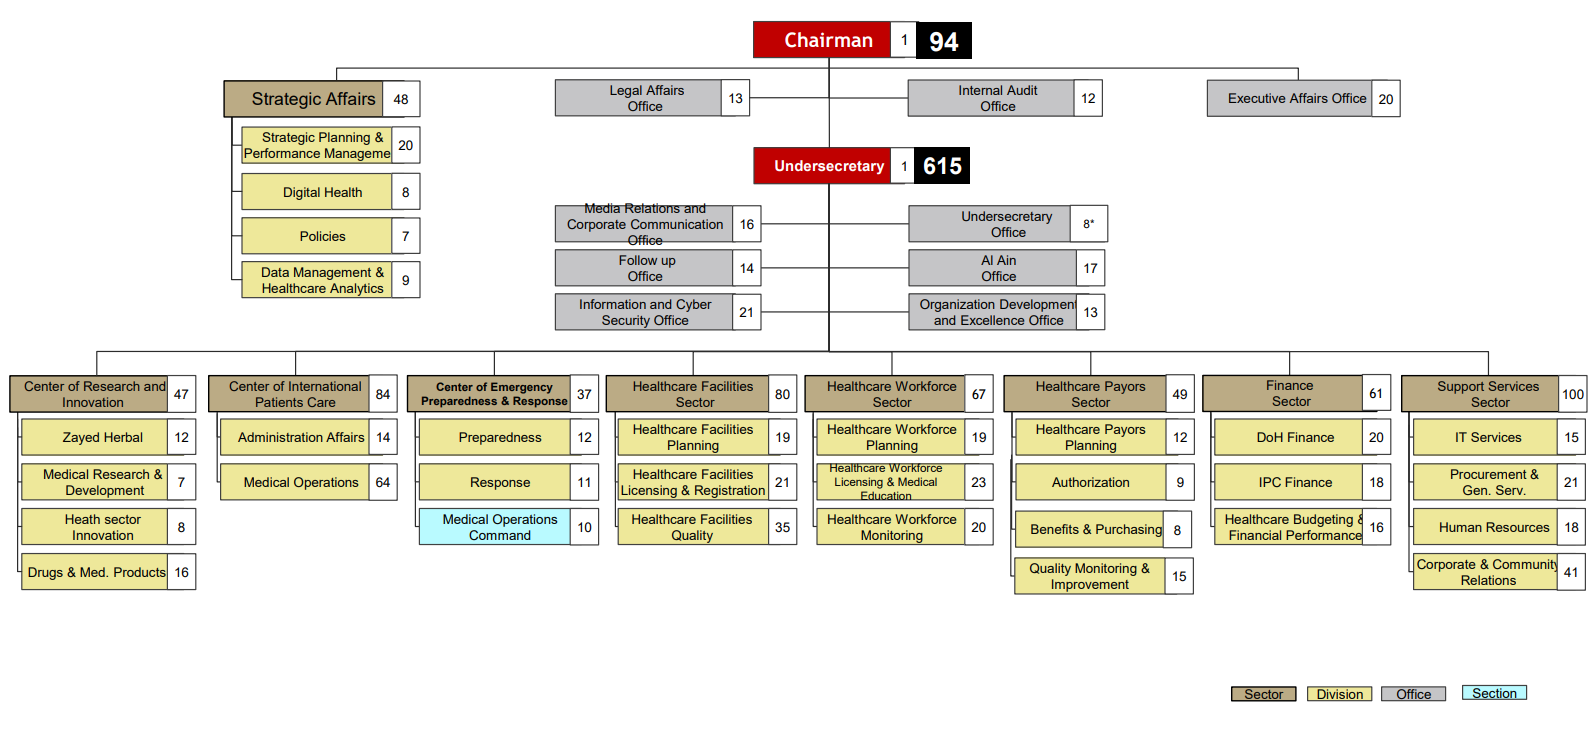 Chairman 1 94
Strategic Affairs 48
Legal Affairs
Office
13
Internal Audit
Office
12
Executive Affairs Office 20
Strategic Planning &
Performance Manageme
20
Digital Health 8
Policies 7
Data Management &
Healthcare Analytics
9
Undersecretary 1 615
Media Relations and
Corporate Communication
Office
16
Undersecretary
Office
8*
Follow up
Office
14
Al Ain
Office
17
Information and Cyber
Security Office
21
Organization Development
and Excellence Office
13
Center of Research and
Innovation
47
Zayed Herbal 12
Medical Research &
Development
7
Heath sector
Innovation
8
Drugs & Med. Products 16
Center of International
Patients Care
84
Administration Affairs 14
Medical Operations 64
Center of Emergency
Preparedness & Response
37
Preparedness 12
Response 11
Medical Operations
Command
10
Healthcare Facilities
Sector
80
Healthcare Facilities
Planning
19
Healthcare Facilities
Licensing & Registration
21
Healthcare Facilities
Quality
35
Healthcare Workforce
Sector
67
Healthcare Workforce
Planning
19
Healthcare Workforce
Licensing & Medical
Education
23
Healthcare Workforce
Monitoring
20
Healthcare Payors
Sector
49
Healthcare Payors
Planning
12
Authorization 9
Benefits & Purchasing 8
Quality Monitoring &
Improvement
15
Finance
Sector
61
DoH Finance 20
IPC Finance 18
Healthcare Budgeting &
Financial Performance
16
Support Services
Sector
100
IT Services 15
Procurement &
Gen. Serv.
21
Human Resources 18
Corporate & Community
Relations
41
Sector Division Office Section